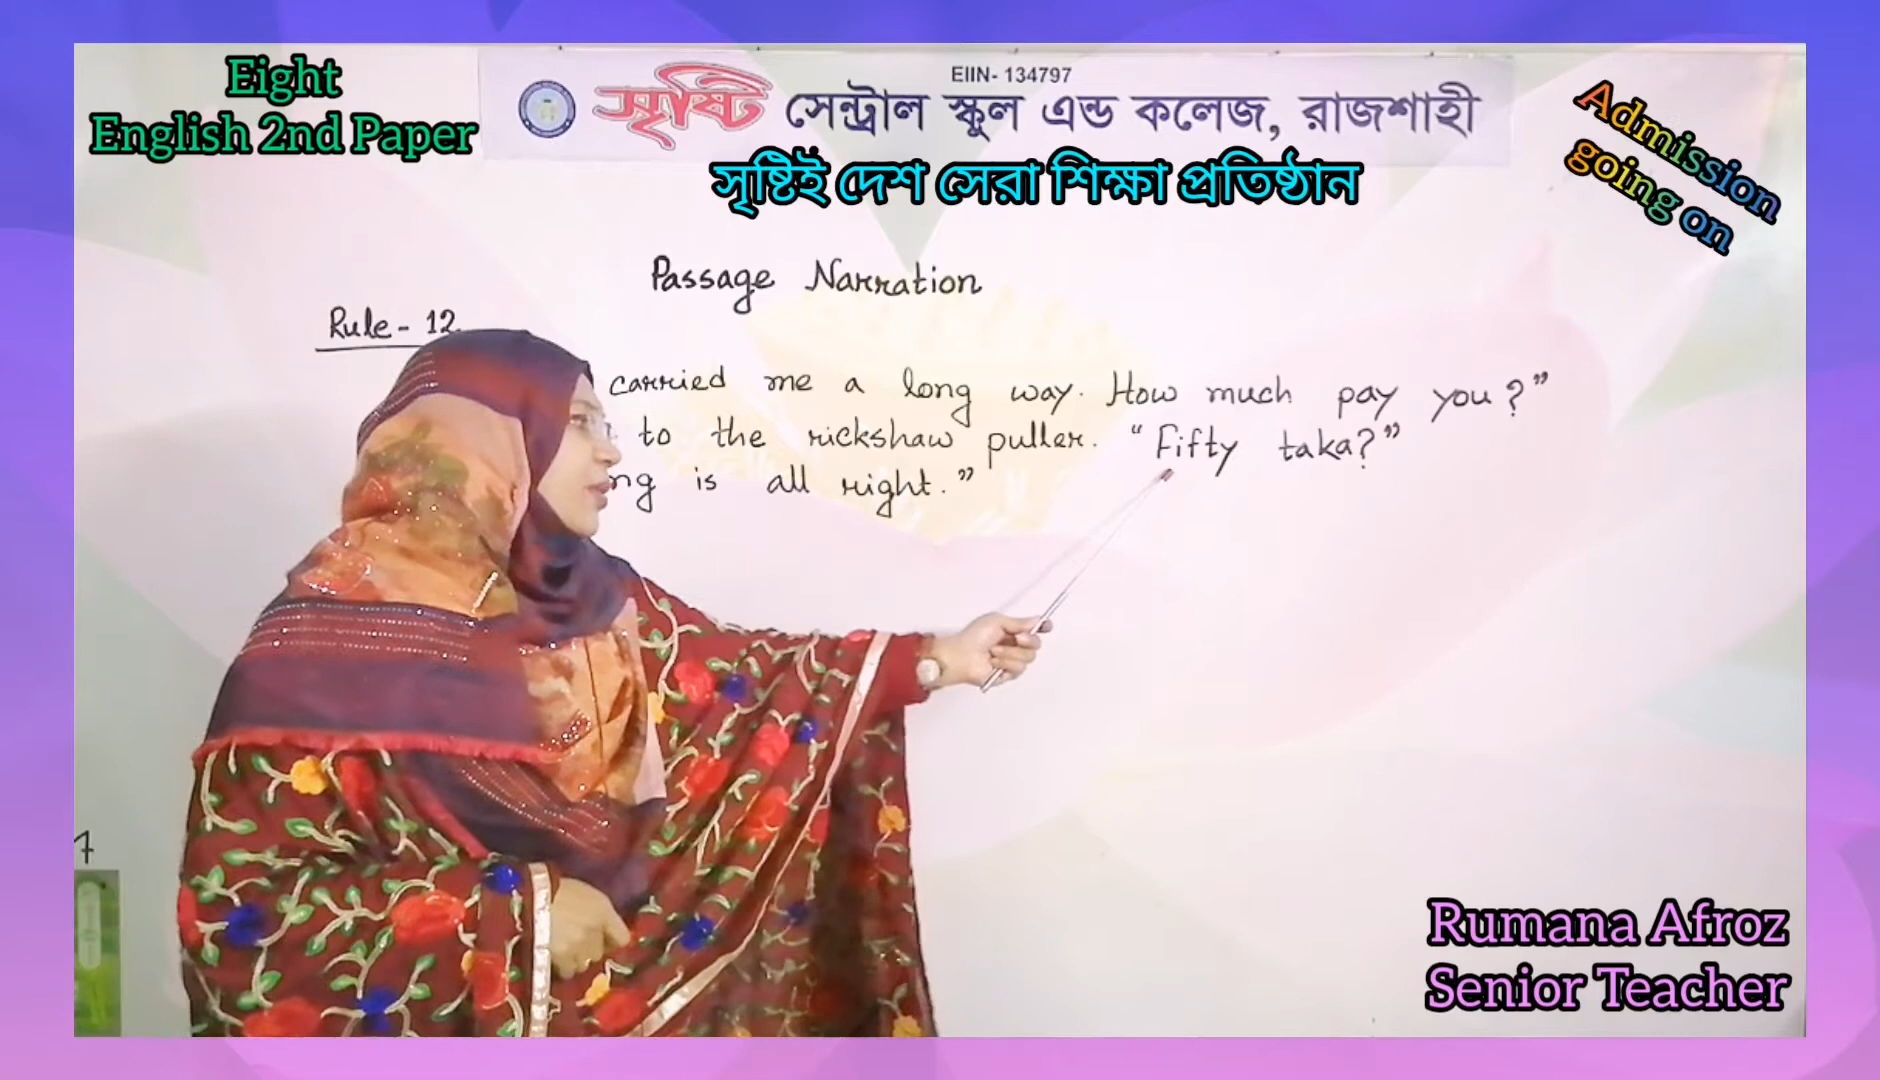 Eight
English 2nd Paper
EIIN- 134797
সৃষ্টি সেন্ট্রাল স্কুল এন্ড কলেজ, রাজশাহী
সৃষ্টিই দেশ সেরা শিক্ষা প্রতিষ্ঠান
Admission
going on
Passage Narration
Rule - 12
carried me a long way. How much pay you?”
to the rickshaw puller. “Fifty taka?”
ng is all right.”
Rumana Afroz
Senior Teacher